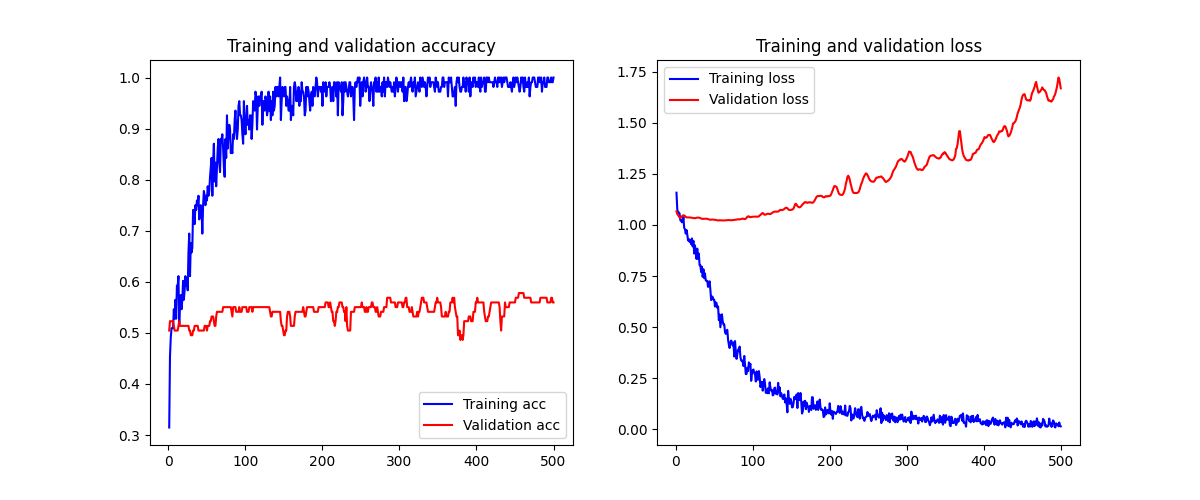 Training and validation accuracy
1.0
0.9
0.8
0.7
0.6
0.5
0.4
0.3
0 100 200 300 400 500
Training acc
Validation acc
Training and validation loss
1.75
1.50
1.25
1.00
0.75
0.50
0.25
0.00
0 100 200 300 400 500
Training loss
Validation loss